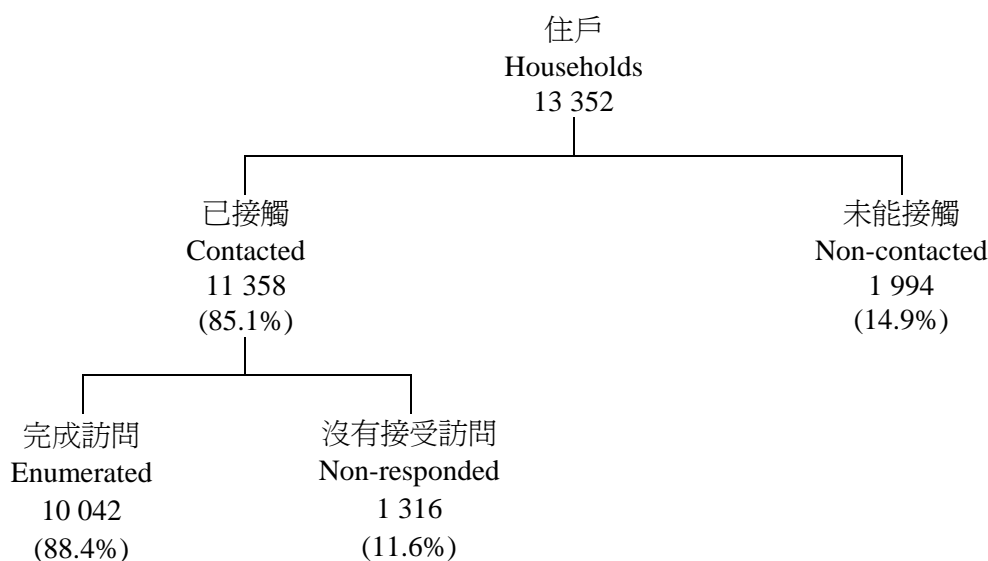 住戶
Households
13 352
已接觸
Contacted
11 358
(85.1%)
未能接觸
Non-contacted
1 994
(14.9%)
完成訪問
Enumerated
10 042
(88.4%)
沒有接受訪問
Non-responded
1 316
(11.6%)